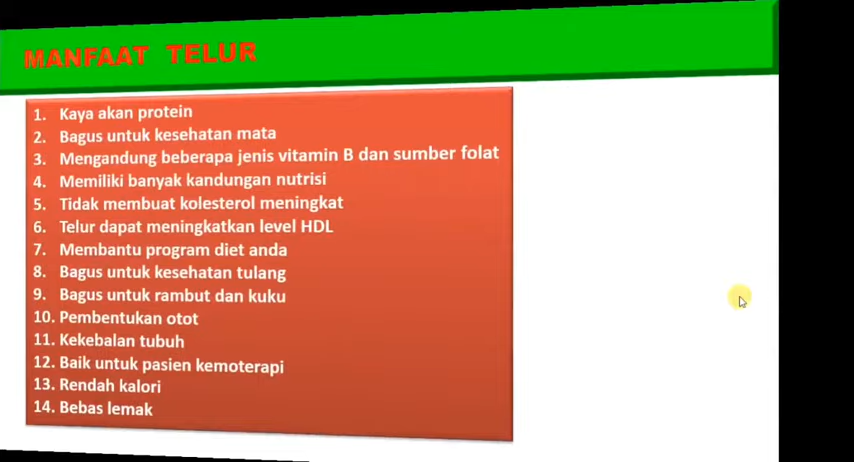 MANFAAT TELUR
1. Kaya akan protein
2. Bagus untuk kesehatan mata
3. Mengandung beberapa jenis vitamin B dan sumber folat
4. Memiliki banyak kandungan nutrisi
5. Tidak membuat kolesterol meningkat
6. Telur dapat meningkatkan level HDL
7. Membantu program diet anda
8. Bagus untuk kesehatan tulang
9. Bagus untuk rambut dan kuku
10. Pembentukan otot
11. Kekebalan tubuh
12. Baik untuk pasien kemoterapi
13. Rendah kalori
14. Bebas lemak